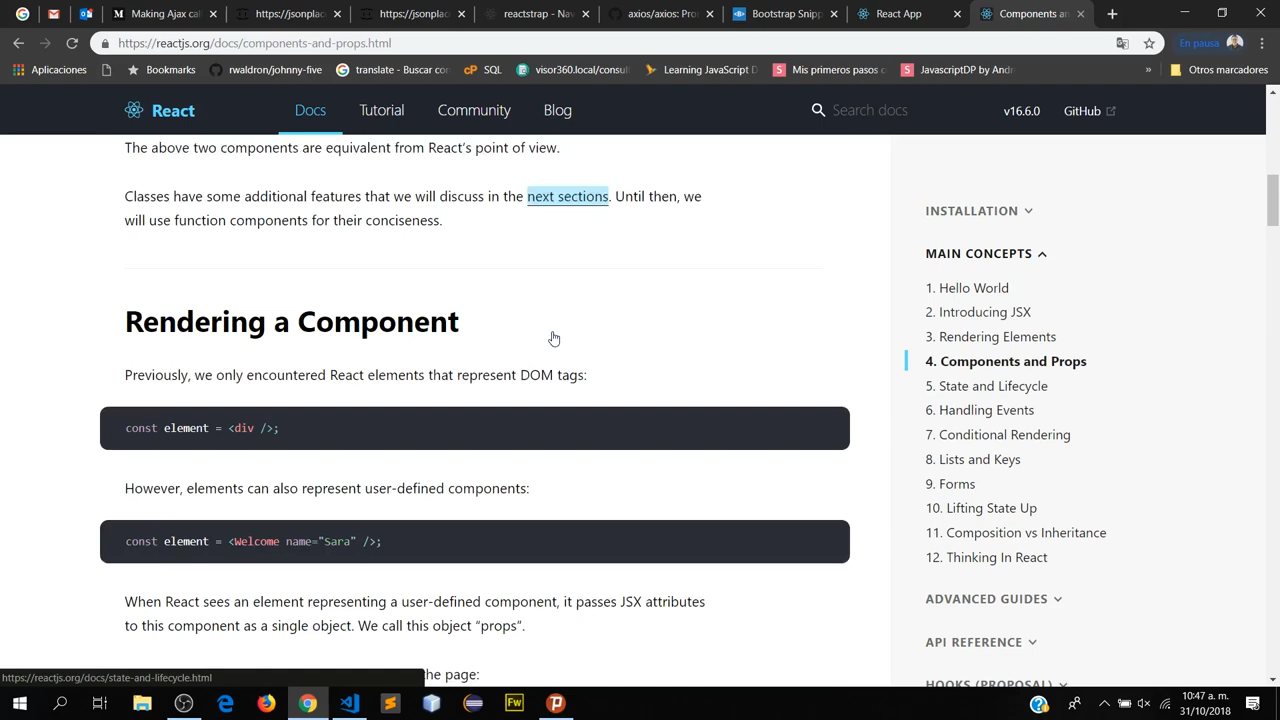 Making Ajax cal
https://jsonplac
https://jsonplac
reactstrap - Nav
axios/axios: Pro
Bootstrap Snipp
React App
Components an
https://reactjs.org/docs/components-and-props.html
En pausa
Aplicaciones
Bookmarks
rwaldron/johnny-five
translate - Buscar con
SQL
visor360.local/consul
Learning JavaScript D
Mis primeros pasos c
JavascriptDP by Andr
»
Otros marcadores
React
Docs
Tutorial
Community
Blog
Search docs
v16.6.0
GitHub
The above two components are equivalent from React's point of view.
Classes have some additional features that we will discuss in the next sections. Until then, we
will use function components for their conciseness.
Rendering a Component
Previously, we only encountered React elements that represent DOM tags:
const element = <div />;
However, elements can also represent user-defined components:
const element = <Welcome name="Sara" />;
When React sees an element representing a user-defined component, it passes JSX attributes
to this component as a single object. We call this object “props”.
the page:
INSTALLATION
MAIN CONCEPTS
1. Hello World
2. Introducing JSX
3. Rendering Elements
4. Components and Props
5. State and Lifecycle
6. Handling Events
7. Conditional Rendering
8. Lists and Keys
9. Forms
10. Lifting State Up
11. Composition vs Inheritance
12. Thinking In React
ADVANCED GUIDES
API REFERENCE
HOOKS (PROPOSAL)
https://reactjs.org/docs/state-and-lifecycle.html
Fw
10:47 a. m.
31/10/2018